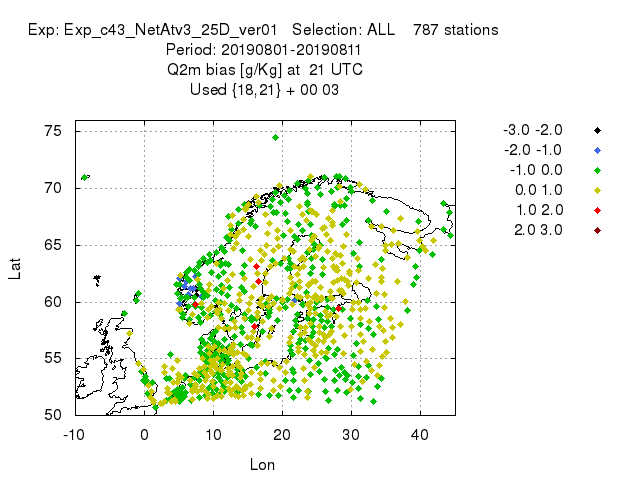 Exp: Exp_c43_NetAtv3_25D_ver01 Selection: ALL 787 stations
Period: 20190801-20190811
Q2m bias [g/Kg] at 21 UTC
Used {18,21} + 00 03
75
70
65
60
55
50
Lat
-10 0 10 20 30 40
Lon
-3.0 -2.0
-2.0 -1.0
-1.0 0.0
0.0 1.0
1.0 2.0
2.0 3.0